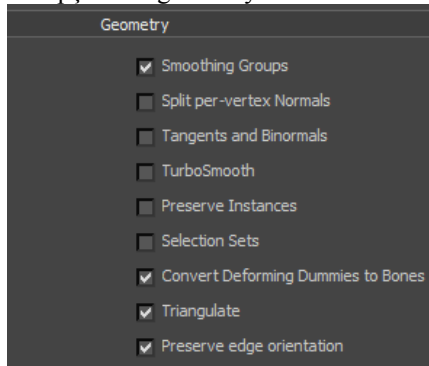 Geometry
Smoothing Groups
Split per-vertex Normals
Tangents and Binormals
TurboSmooth
Preserve Instances
Selection Sets
Convert Deforming Dummies to Bones
Triangulate
Preserve edge orientation